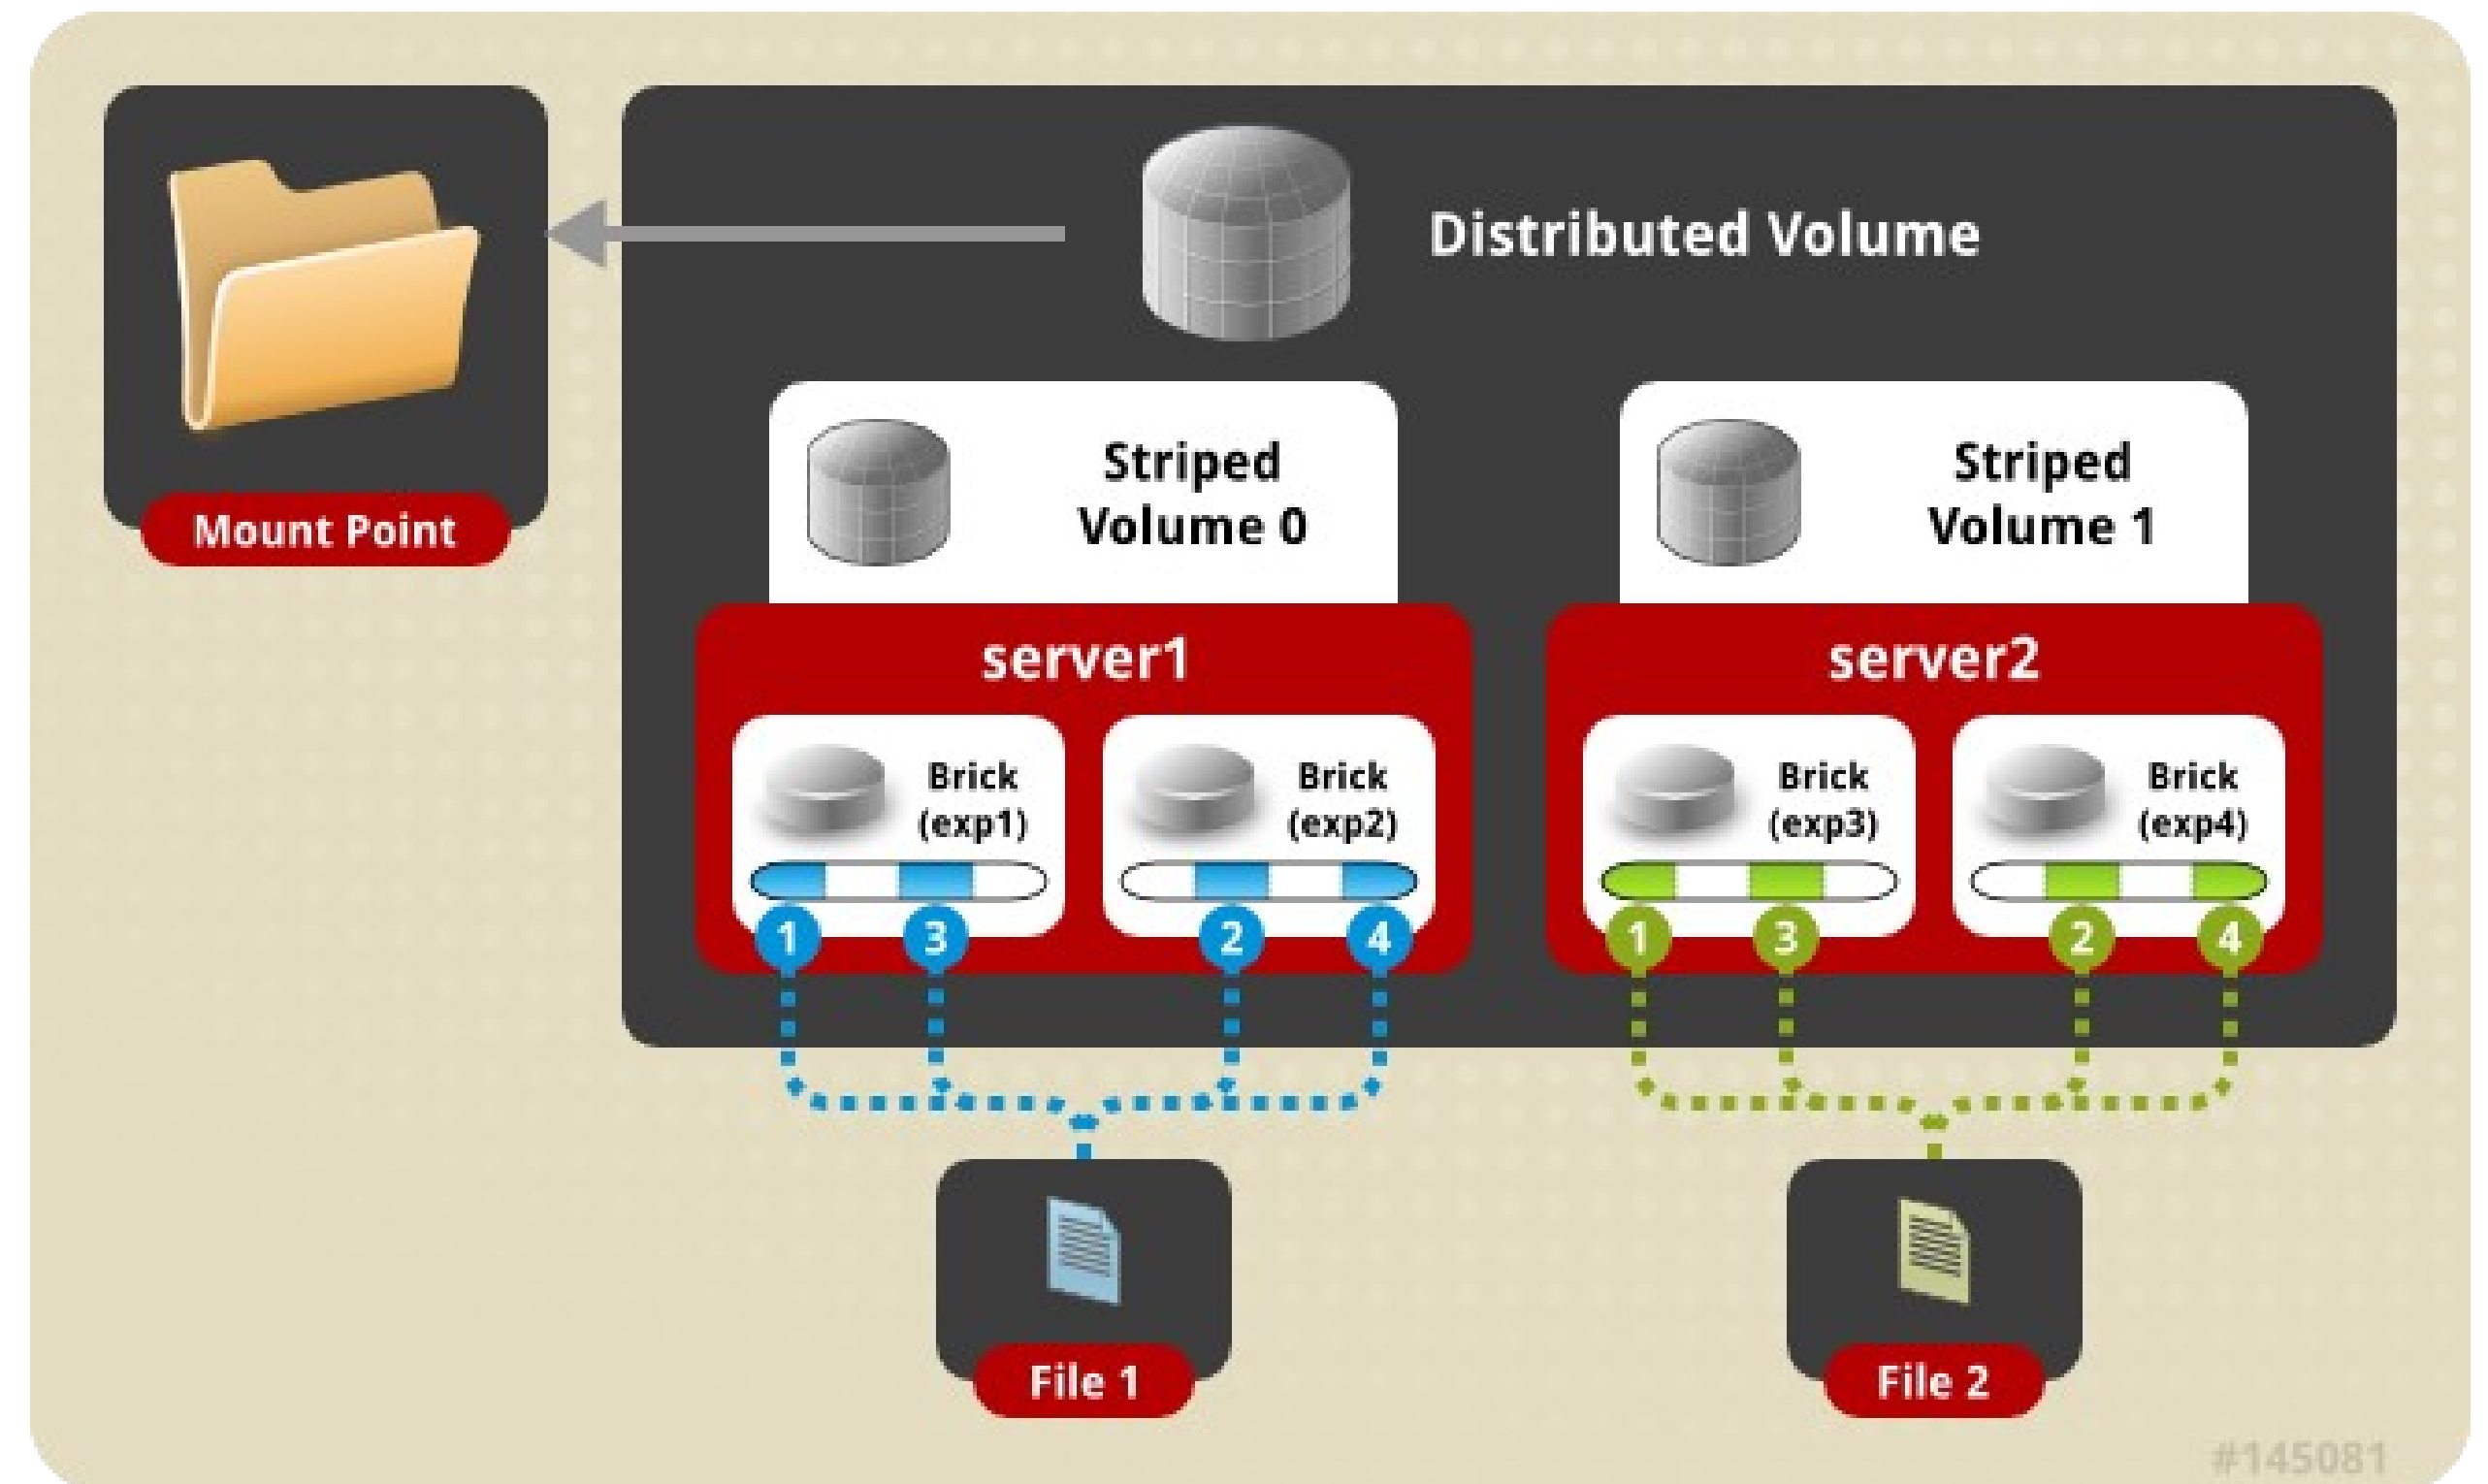 Distributed Volume
Mount Point
Striped
Volume 0
Striped
Volume 1
server1
server2
Brick
(exp1)
Brick
(exp2)
Brick
(exp3)
Brick
(exp4)
1
3
2
4
1
3
2
4
File 1
File 2
#145081